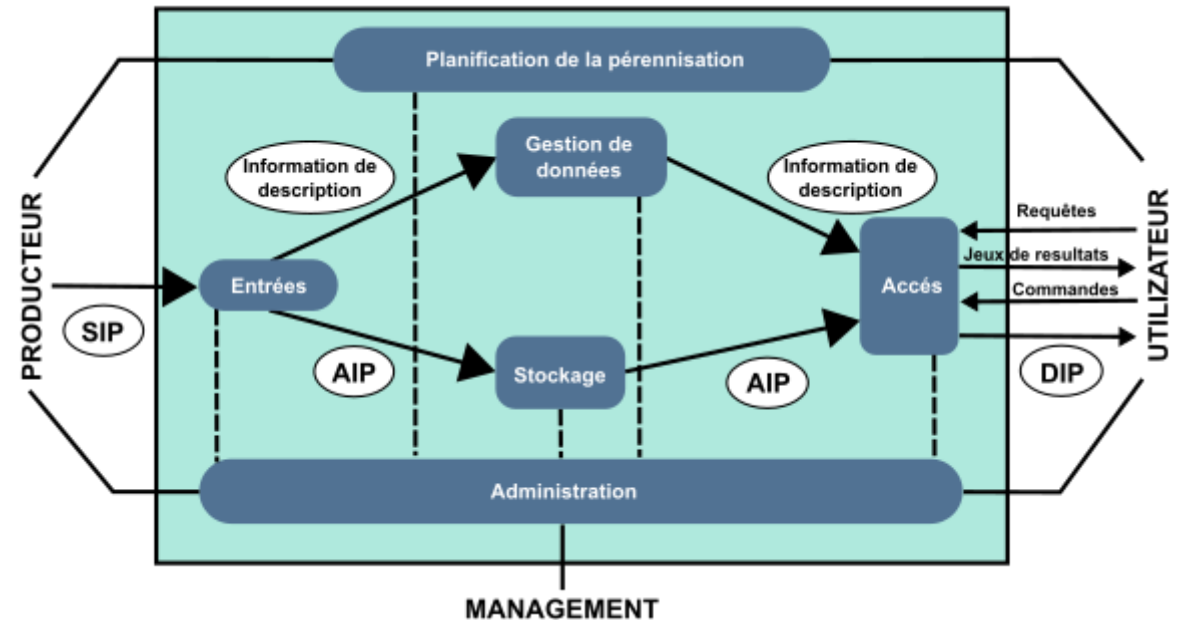 Planification de la pérennisation
Information de
description
Gestion de
données
Information de
description
PRODUCTEUR
UTILIZATEUR
Requêtes
Jeux de resultats
Commandes
Entrées
Accés
SIP
AIP
Stockage
AIP
DIP
Administration
MANAGEMENT